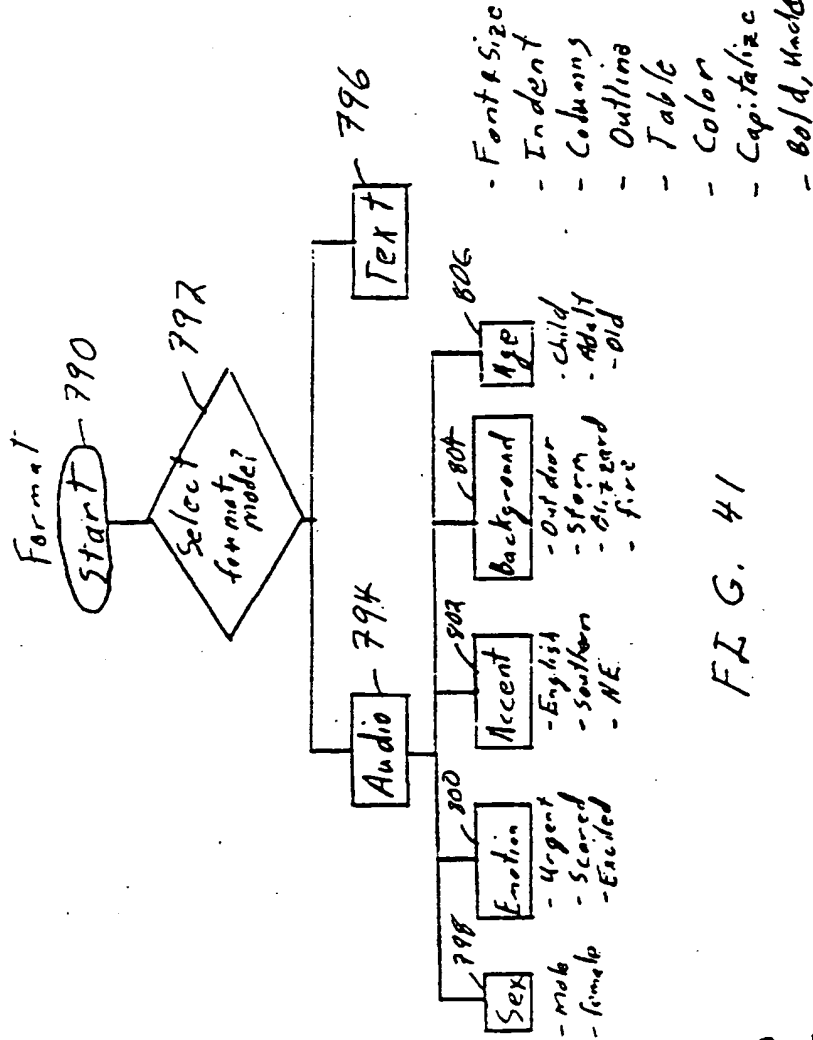 Format
Start 790
Select format mode? 792
Audio 794
Text 796
Sex 798
- Male
- Female
Emotion 800
- Urgent
- Scared
- Excited
Accent 802
- English
- Southern
- NE
Background 804
- Outdoor
- Storm
- Blizzard
- fire
Age 806
- Child
- Adult
- Old
- Font & Size
- Indent
- Columns
- Outline
- Table
- Color
- Capitalize
- Bold,
FIG. 41